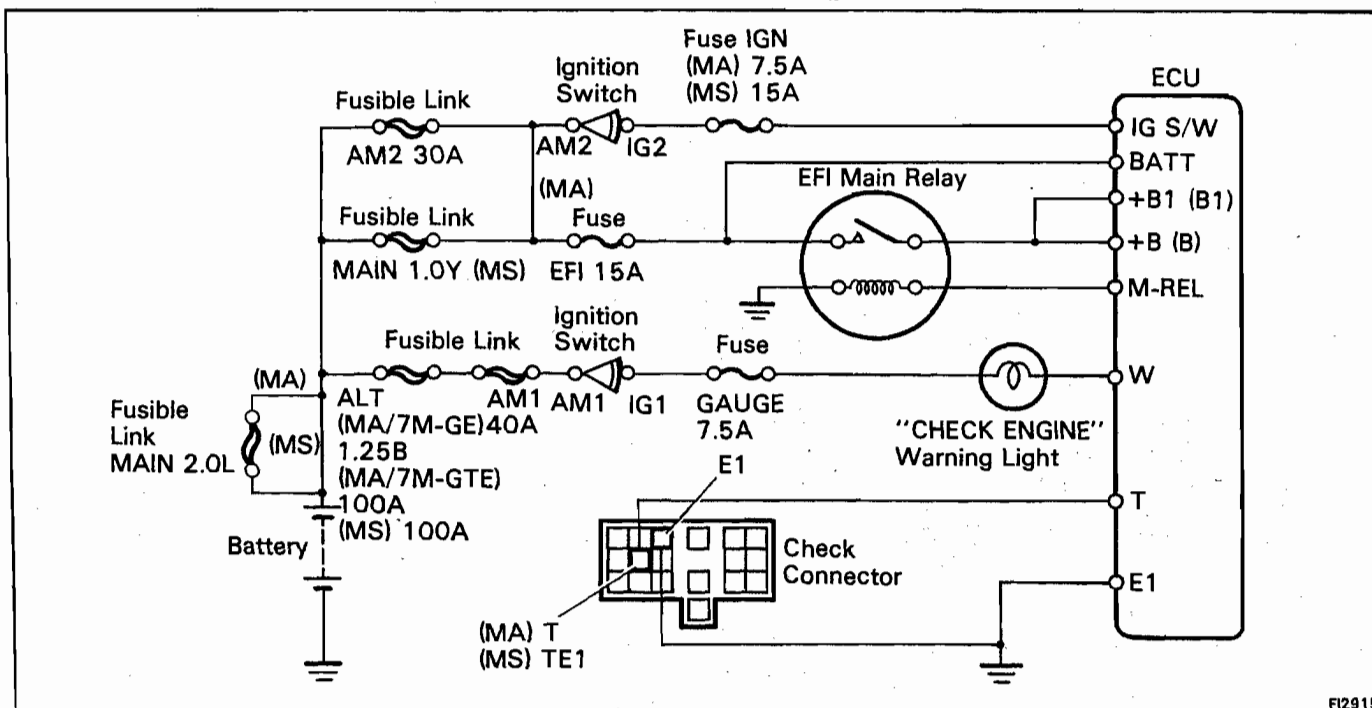 Fuse IGN
(MA) 7.5A
(MS) 15A
Ignition
Switch
ECU
Fusible Link
AM2 30A
AM2
IG2
IG S/W
BATT
(MA)
EFI Main Relay
+B1 (B1)
Fusible Link
Fuse
+B (B)
MAIN 1.0Y (MS)
EFI 15A
M-REL
Ignition
Switch
Fusible Link
Fuse
(MA)
W
ALT
AM1
AM1
IG1
GAUGE
7.5A
(MA/7M-GE)40A
1.25B
(MA/7M-GTE)
100A
(MS) 100A
Fusible
Link
MAIN 2.0L
(MS)
"CHECK ENGINE"
Warning Light
E1
T
Battery
Check
Connector
E1
(MA) T
(MS) TE1